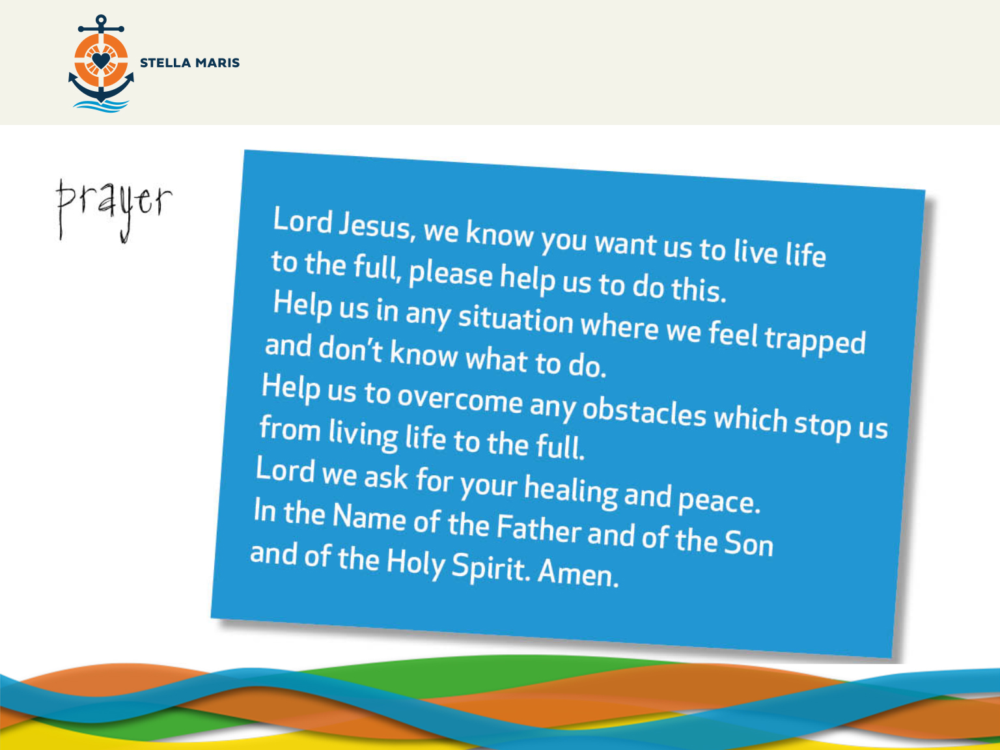 STELLA MARIS
prayer
Lord Jesus, we know you want us to live life
to the full, please help us to do this.
Help us in any situation where we feel trapped
and don’t know what to do.
Help us to overcome any obstacles which stop us
from living life to the full.
Lord we ask for your healing and peace.
In the Name of the Father and of the Son
and of the Holy Spirit. Amen.